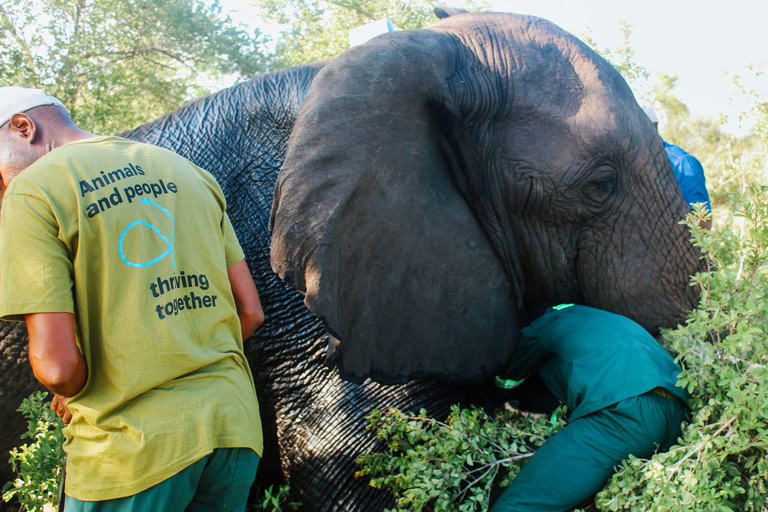 Animals
and people
thriving
together